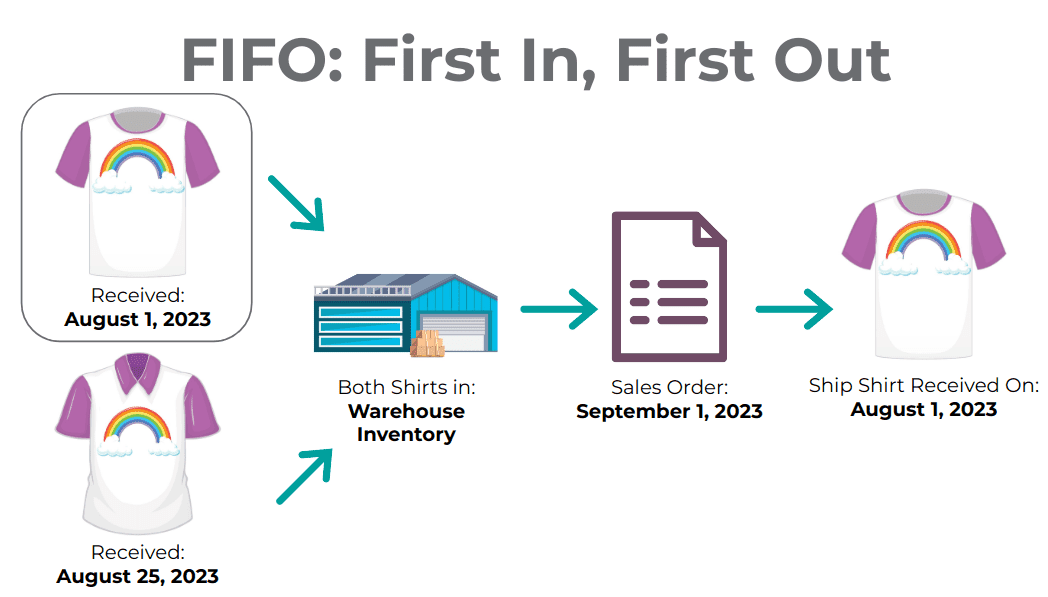 FIFO: First In, First Out
Received:
August 1, 2023
Received:
August 25, 2023
Both Shirts in:
Warehouse
Inventory
Sales Order:
September 1, 2023
Ship Shirt Received On:
August 1, 2023